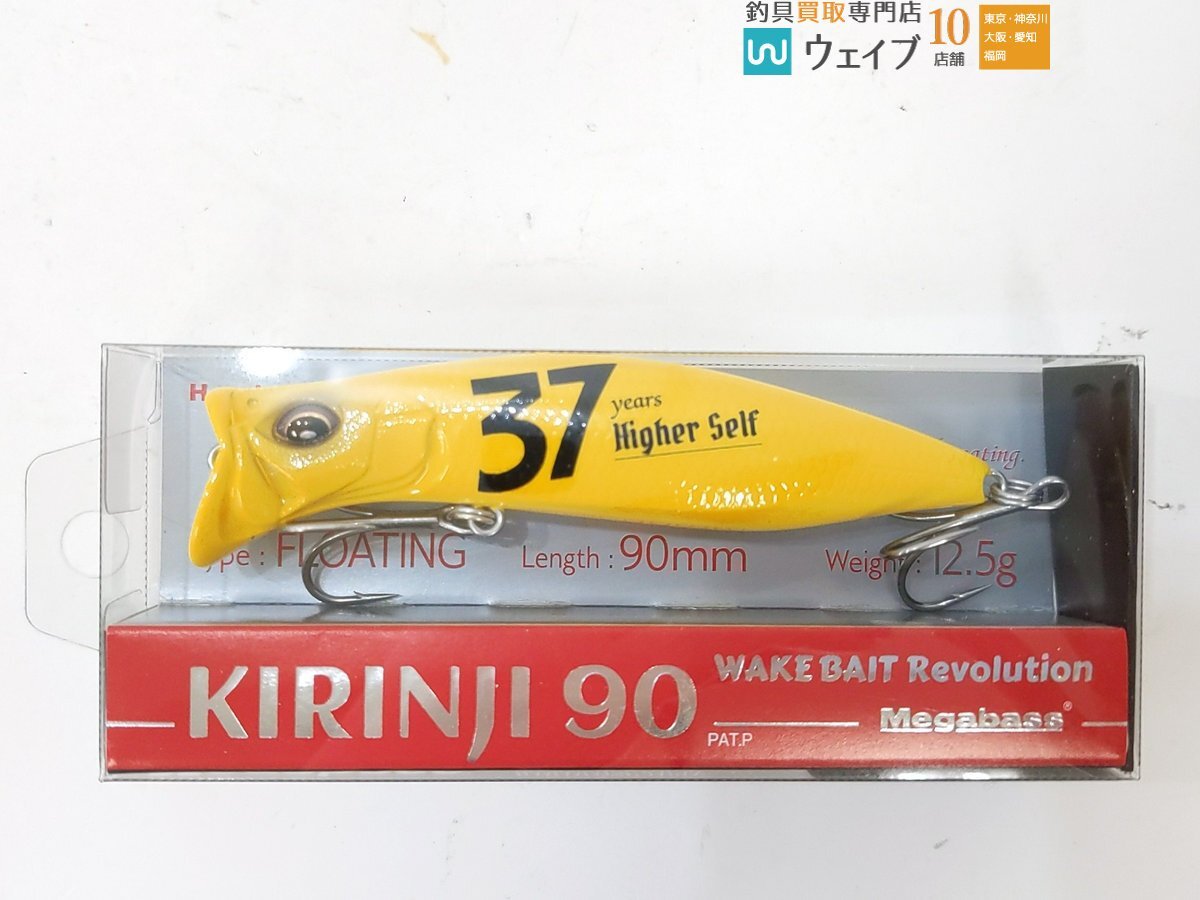 釣具買取専門店
ウェイブ
10
店舗
東京・神奈川
大阪・愛知
福岡
37
years
Higher Self
FLOATING
Length : 90mm
12.5g
KIRINJI 90
WAKE BAIT Revolution
Megabass®
PAT.P